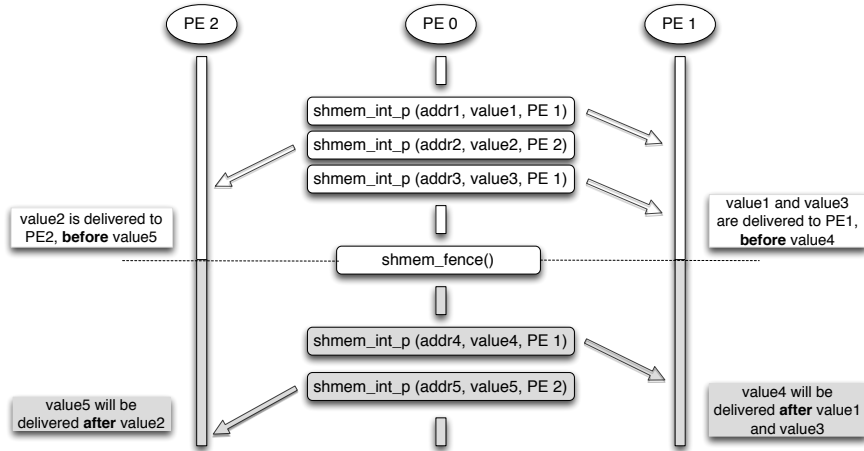 PE 2
PE 0
PE 1
shmem_int_p (addr1, value1, PE 1)
shmem_int_p (addr2, value2, PE 2)
shmem_int_p (addr3, value3, PE 1)
value2 is delivered to
PE2, before value5
value1 and value3
are delivered to PE1,
before value4
shmem_fence()
shmem_int_p (addr4, value4, PE 1)
shmem_int_p (addr5, value5, PE 2)
value5 will be
delivered after value2
value4 will be
delivered after value1
and value3